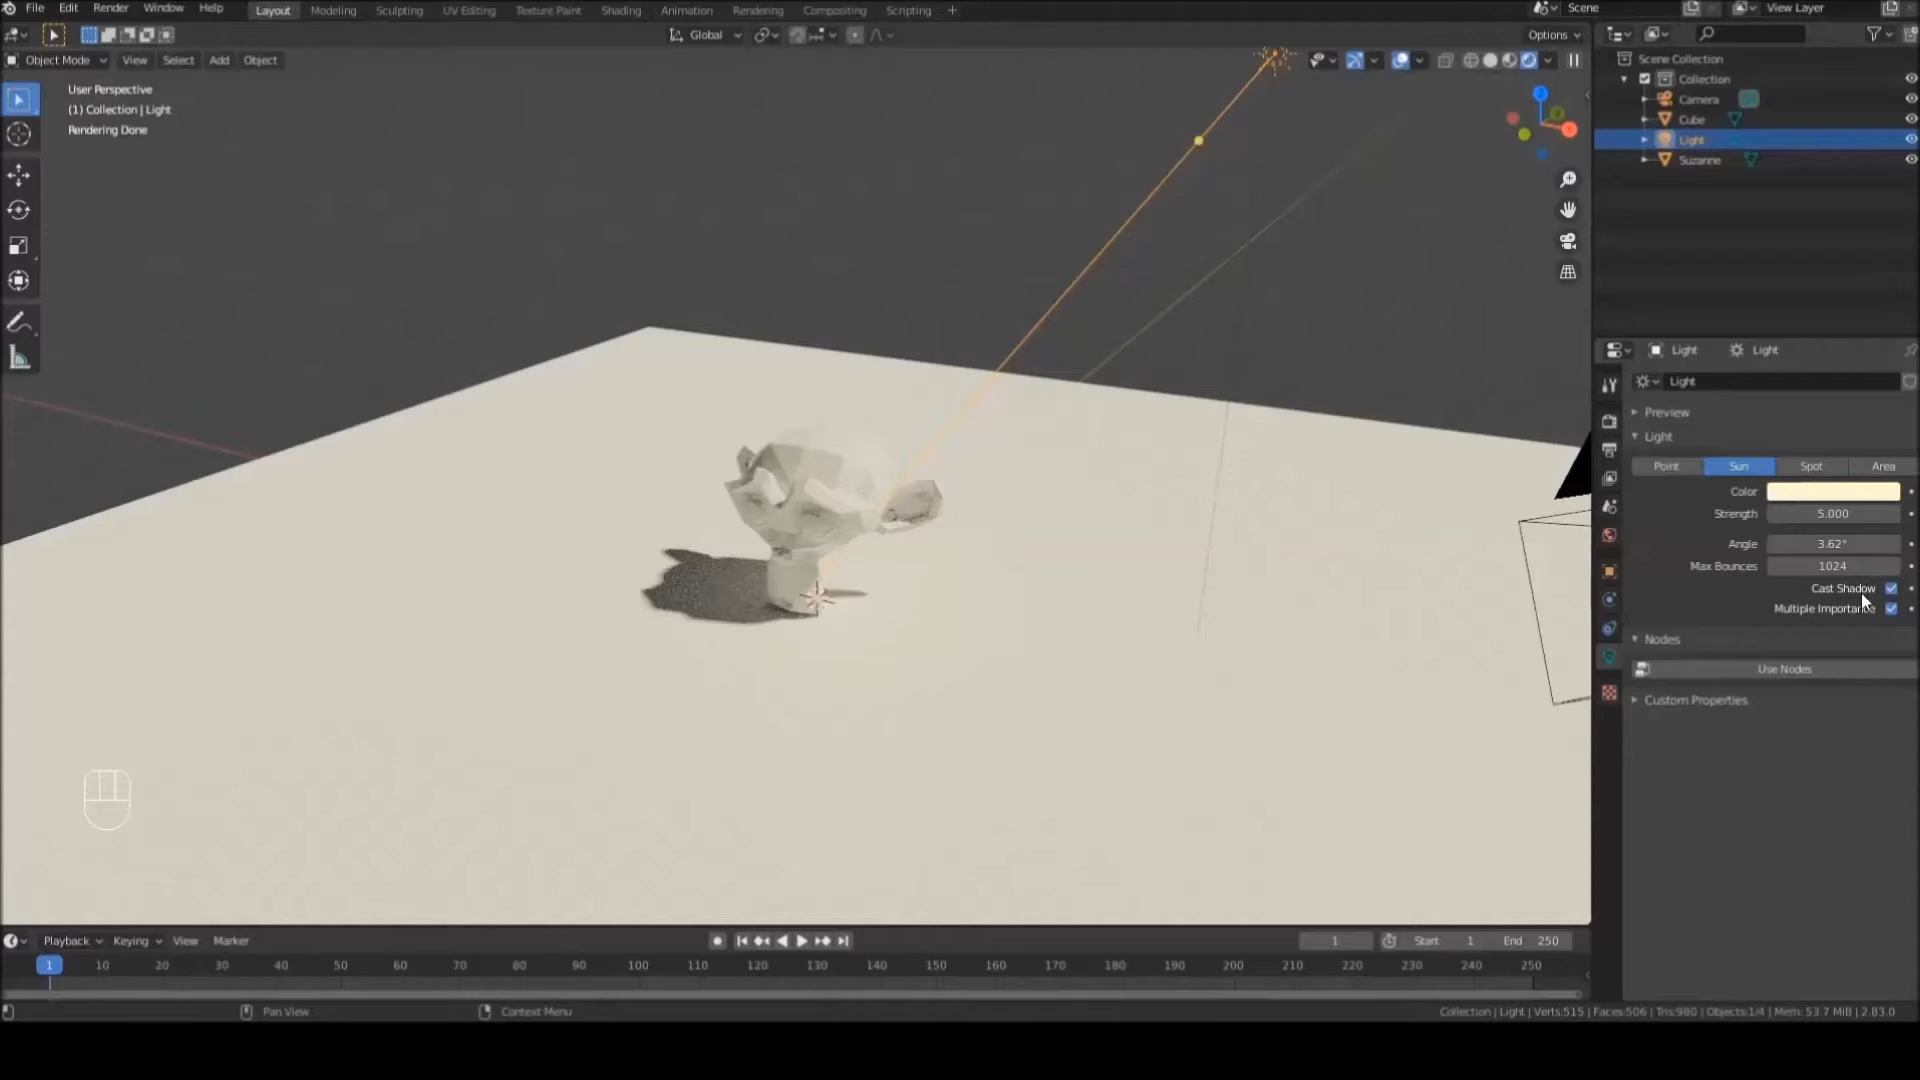 File Edit Render Window Help Layout Modeling Sculpting UV Editing Texture Paint Shading Animation Rendering Compositing Scripting + Scene View Layer
Global Options
Object Mode View Select Add Object
User Perspective
(1) Collection | Light
Rendering Done
Scene Collection
Collection
Camera
Cube
Light
Suzanne
Light Light
Light
Preview
Light
Point Sun Spot Area
Color
Strength 5.000
Angle 3.62°
Max Bounces 1024
Cast Shadow
Multiple Importance
Nodes
Use Nodes
Custom Properties
Playback Keying View Marker 1 Start 1 End 250
1 10 20 30 40 50 60 70 80 90 100 110 120 130 140 150 160 170 180 190 200 210 220 230 240 250
Pan View Context Menu Collection | Light | Verts:515 | Faces:506 | Tris:980 | Objects:1/4 | Mem: 53.7 MiB | 2.83.0